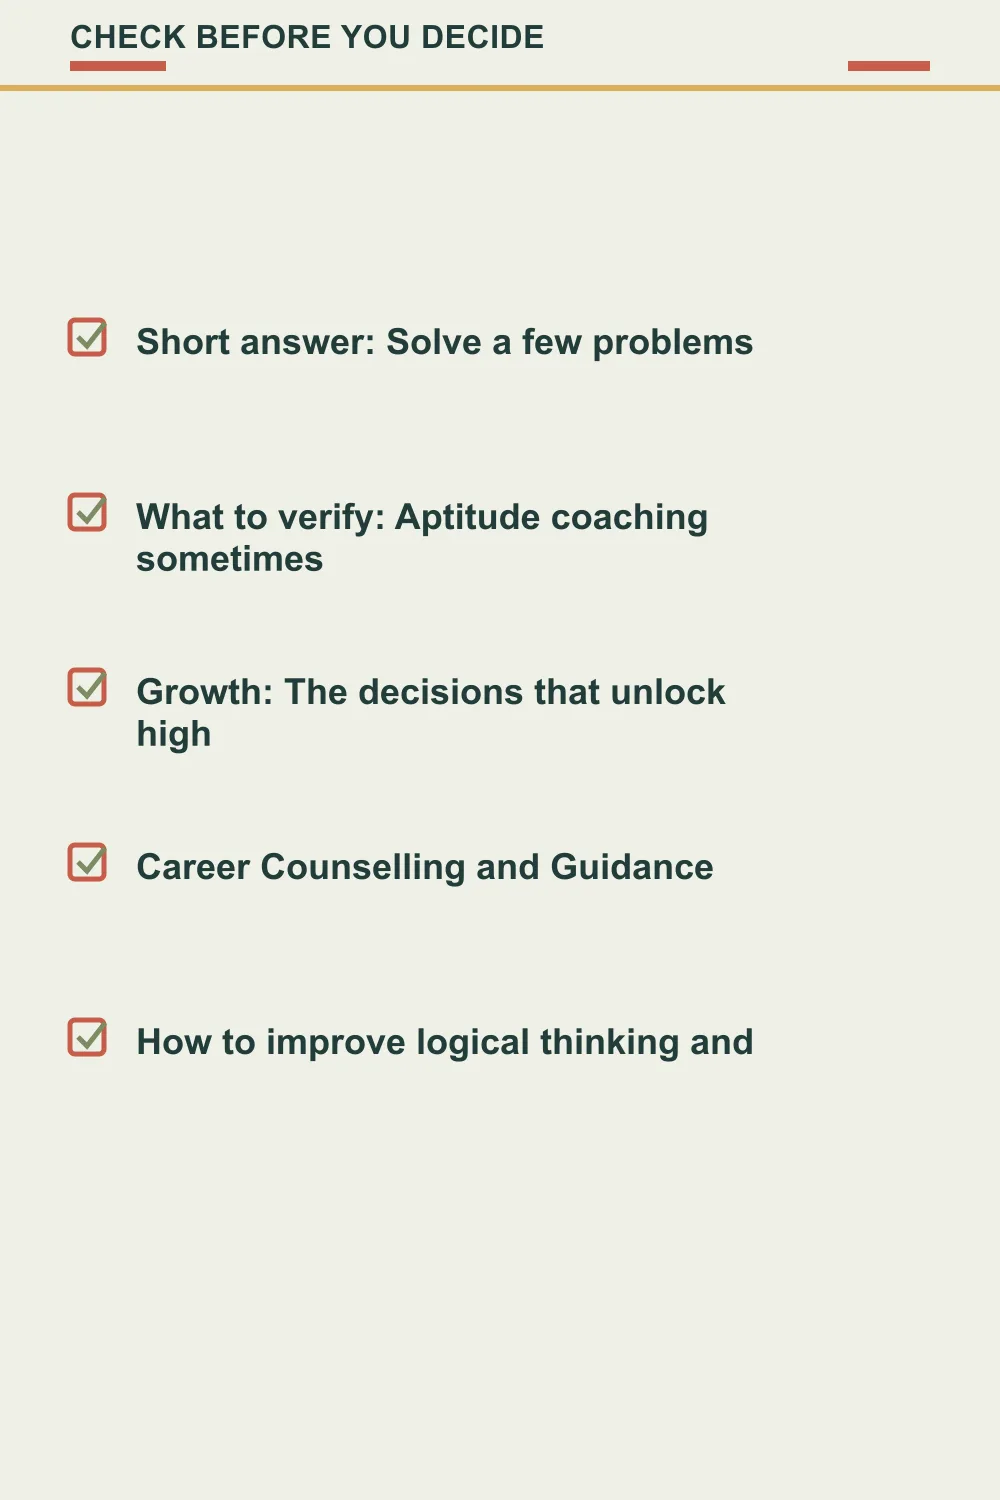 CHECK BEFORE YOU DECIDE
Short answer: Solve a few problems
What to verify: Aptitude coaching
sometimes
Growth: The decisions that unlock
high
Career Counselling and Guidance
How to improve logical thinking and